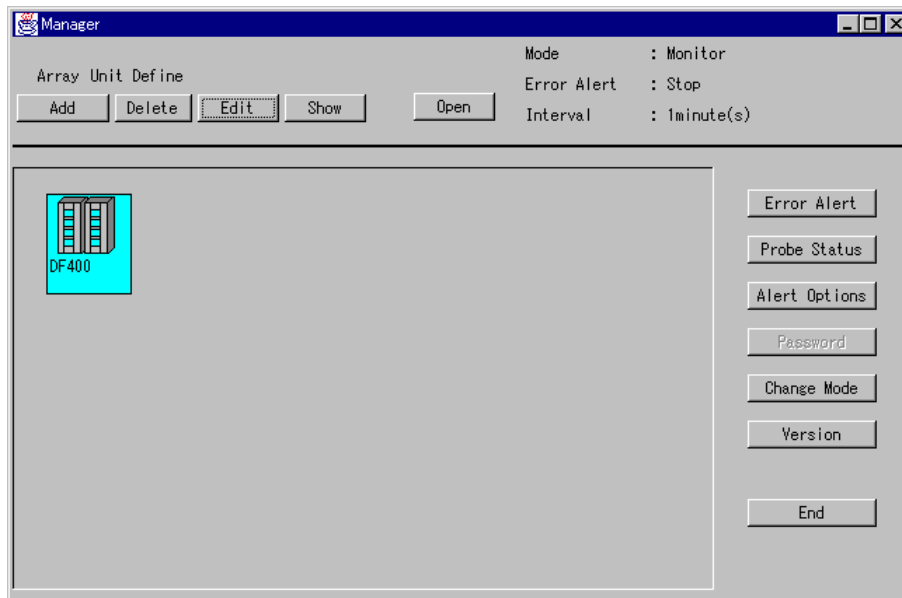 Manager
Mode : Monitor
Array Unit Define
Error Alert : Stop
Add Delete Edit Show Open
Interval : 1minute(s)
DF400
Error Alert
Probe Status
Alert Options
Password
Change Mode
Version
End